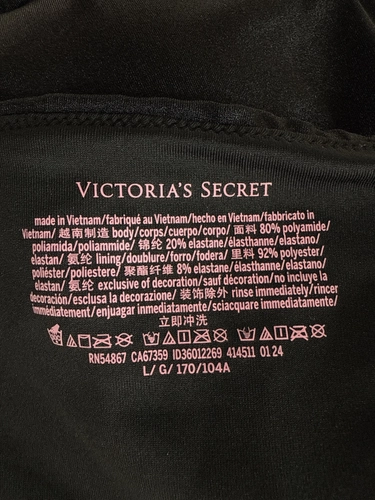 VICTORIA'S SECRET
made in Vietnam/fabriqué au Vietnam/hecho en Vietnam/fabbricato in
Vietnam/ 越南制造 body/corps/cuerpo/corpo/ 面料 80% polyamide/
poliamida/poliammide/ 锦纶 20% elastane/élasthanne/elastano/
elastan/ 氨纶 lining/doublure/forro/fodera/ 里料 92% polyester/
poliéster/poliestere/ 聚酯纤维 8% elastane/élasthanne/elastano/
elastan/ 氨纶 exclusive of decoration/sauf décoration/no incluye la
decoración/esclusa la decorazione/ 装饰除外 rinse immediately/rincer
immédiatement/enjuagar inmediatamente/sciacquare immediatamente/
立即冲洗
RN54867 CA67359 ID36012269 414511 01 24
L/ G/ 170/104A